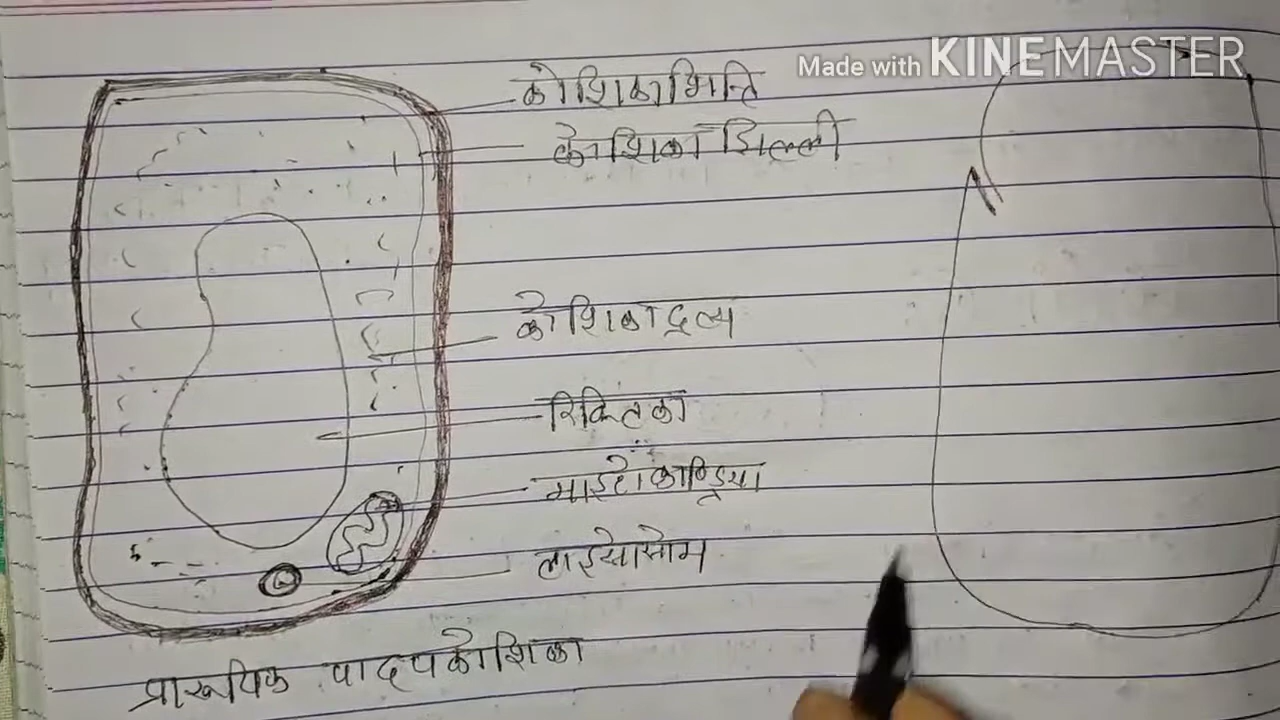 Made with KINEMASTER
कोशिकाभित्ति
कोशिका झिल्ली
कोशिकाद्रव्य
रिक्तिका
माइटोकाण्ड्रिया
लाइसोसोम
प्रारूपिक पादपकोशिका